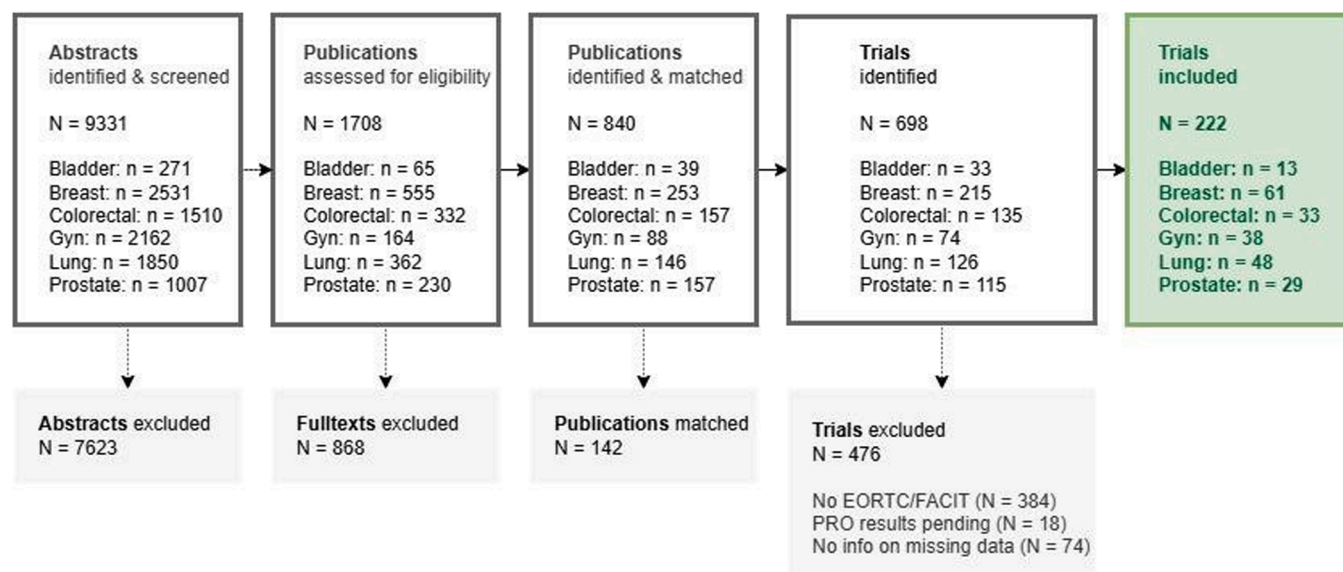 Abstracts
identified & screened
N = 9331
Bladder: n = 271
Breast: n = 2531
Colorectal: n = 1510
Gyn: n = 2162
Lung: n = 1850
Prostate: n = 1007
Publications
assessed for eligibility
N = 1708
Bladder: n = 65
Breast: n = 555
Colorectal: n = 332
Gyn: n = 164
Lung: n = 362
Prostate: n = 230
Publications
identified & matched
N = 840
Bladder: n = 39
Breast: n = 253
Colorectal: n = 157
Gyn: n = 88
Lung: n = 146
Prostate: n = 157
Trials
identified
N = 698
Bladder: n = 33
Breast: n = 215
Colorectal: n = 135
Gyn: n = 74
Lung: n = 126
Prostate: n = 115
Trials
included
N = 222
Bladder: n = 13
Breast: n = 61
Colorectal: n = 33
Gyn: n = 38
Lung: n = 48
Prostate: n = 29
Abstracts excluded
N = 7623
Fulltexts excluded
N = 868
Publications matched
N = 142
Trials excluded
N = 476
No EORTC/FACIT (N = 384)
PRO results pending (N = 18)
No info on missing data (N = 74)